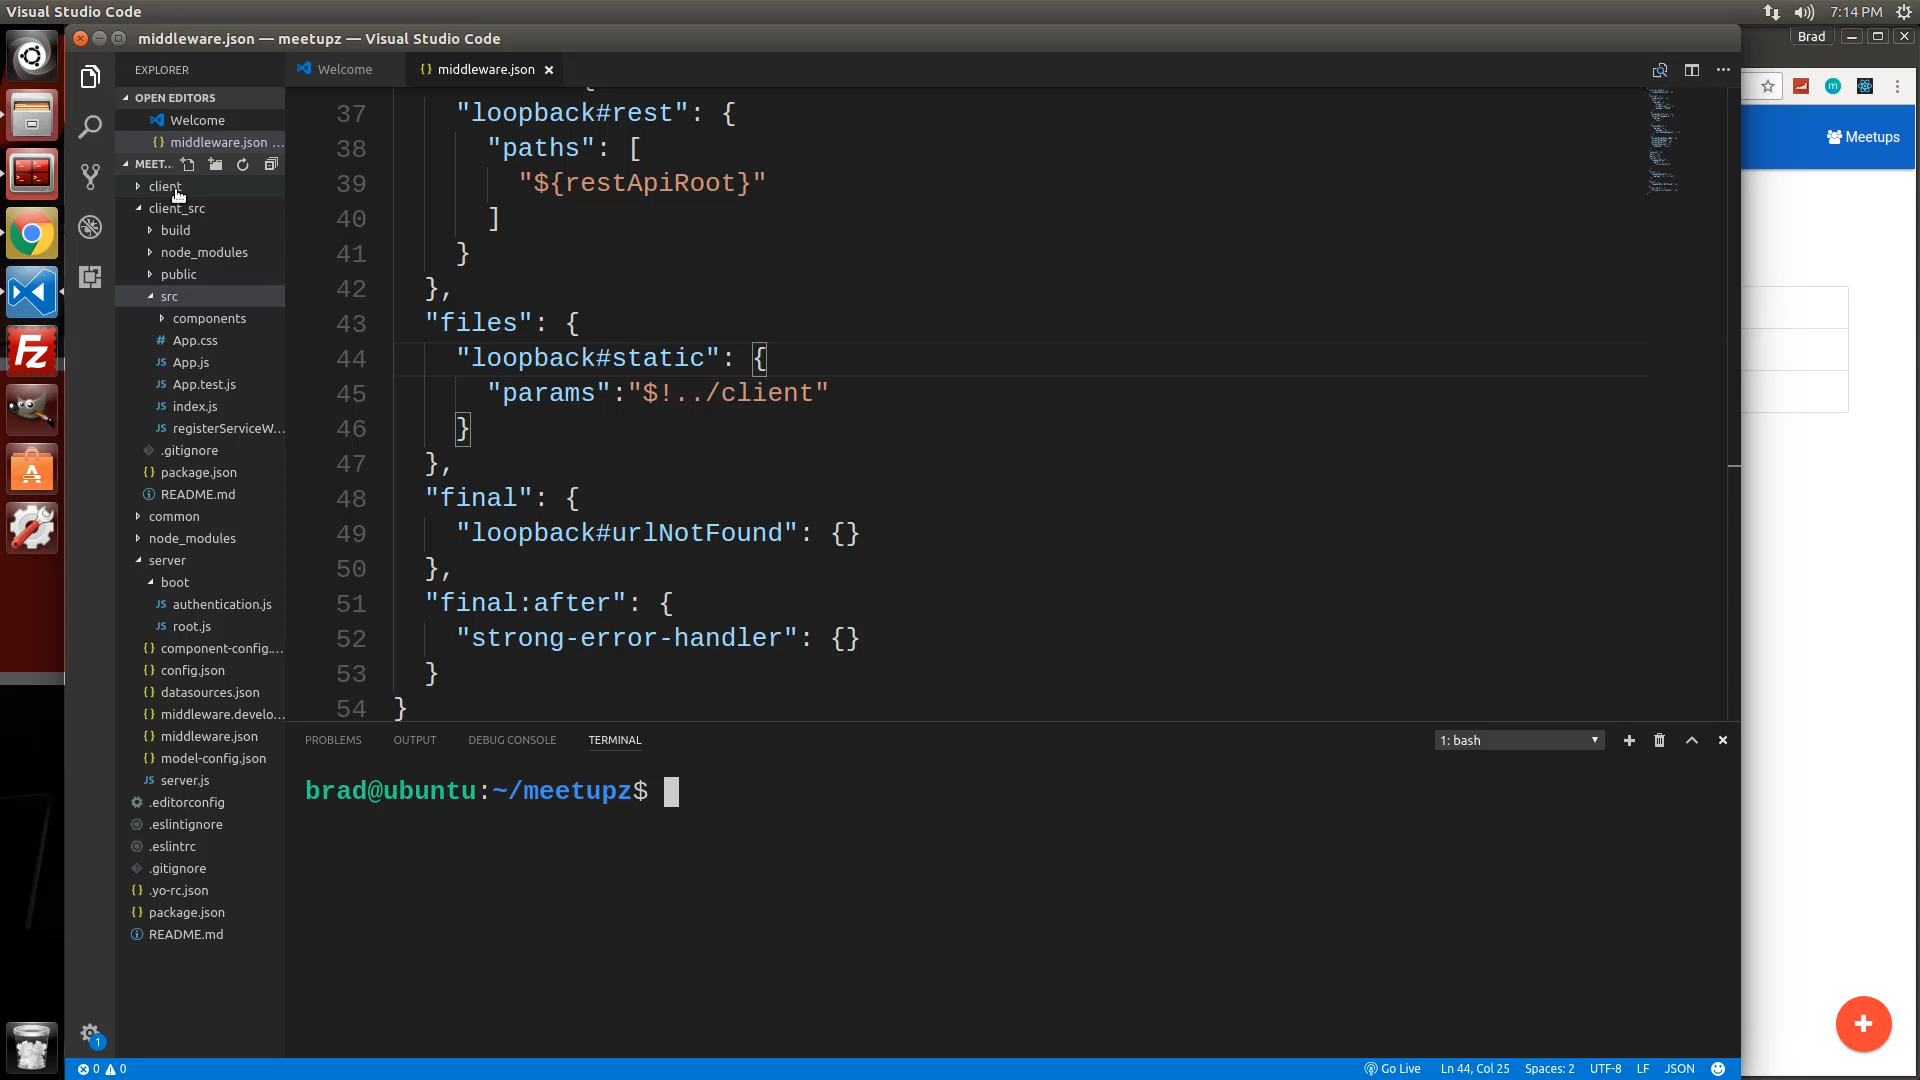 Visual Studio Code
7:14 PM
middleware.json — meetupz — Visual Studio Code
Brad
EXPLORER
Welcome
middleware.json
OPEN EDITORS
Welcome
middleware.json ...
MEET...
client
client_src
build
node_modules
public
src
components
App.css
App.js
App.test.js
index.js
registerServiceW...
.gitignore
package.json
README.md
common
node_modules
server
boot
authentication.js
root.js
component-config....
config.json
datasources.json
middleware.develo...
middleware.json
model-config.json
server.js
.editorconfig
.eslintignore
.eslintrc
.gitignore
.yo-rc.json
package.json
README.md
37 "loopback#rest": {
38 "paths": [
39 "${restApiRoot}"
40 ]
41 }
42 },
43 "files": {
44 "loopback#static": {
45 "params":"$!../client"
46 }
47 },
48 "final": {
49 "loopback#urlNotFound": {}
50 },
51 "final:after": {
52 "strong-error-handler": {}
53 }
54 }
Meetups
PROBLEMS OUTPUT DEBUG CONSOLE TERMINAL
1: bash
brad@ubuntu:~/meetupz$
1
0 0
Go Live Ln 44, Col 25 Spaces: 2 UTF-8 LF JSON